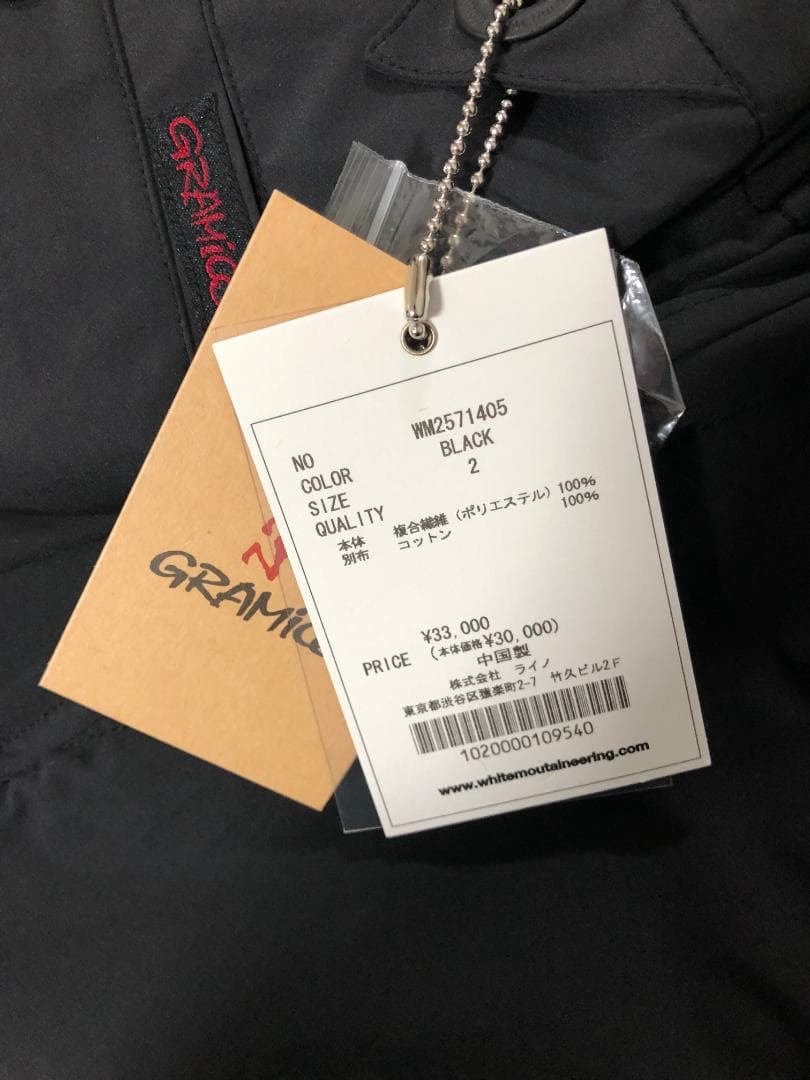 GRAMiCC
GRAMiC
NO WM2571405
COLOR BLACK
SIZE 2
QUALITY
本体 複合繊維(ポリエステル)100%
別布 コットン 100%
¥33,000
PRICE (本体価格¥30,000)
中国製
株式会社 ライノ
東京都渋谷区猿楽町2-7 竹久ビル2F
1020000109540
www.whitemoutaineering.com